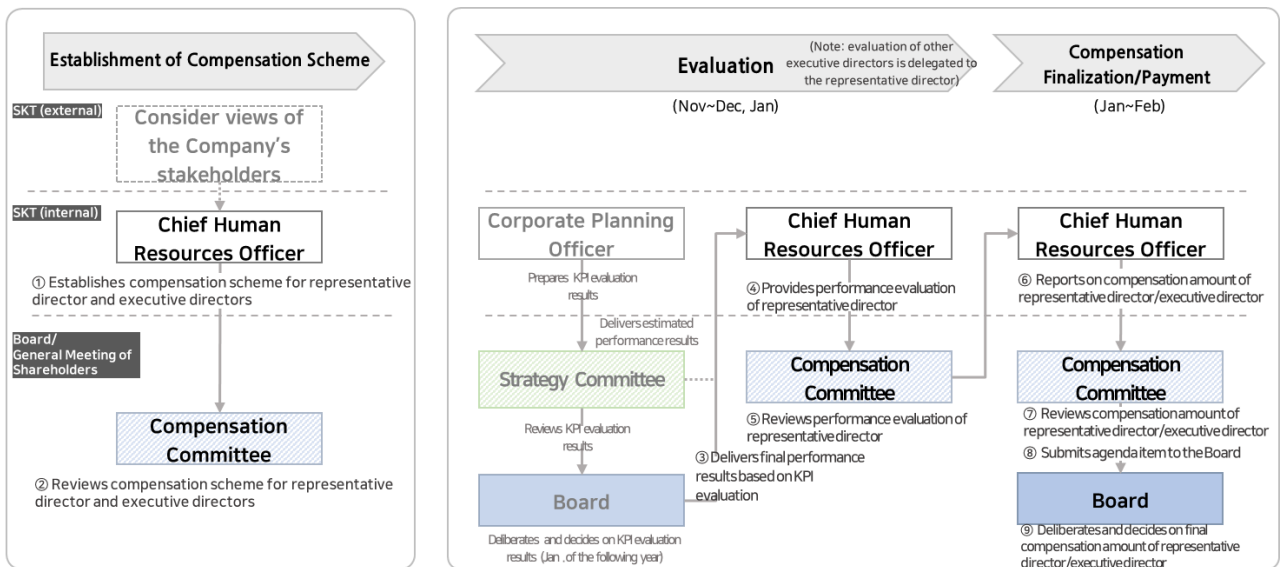 Establishment of Compensation Scheme
SKT (external)
Consider views of
the Company's
stakeholders
SKT (internal)
Chief Human
Resources Officer
① Establishes compensation scheme for representative
director and executive directors
Board/
General Meeting of
Shareholders
Compensation
Committee
② Reviews compensation scheme for representative
director and executive directors
Evaluation
(Note: evaluation of other
executive directors is delegated to
the representative director)
(Nov~Dec, Jan)
Compensation
Finalization/Payment
(Jan~Feb)
Corporate Planning
Officer
Prepares KPI evaluation
results
Delivers estimated
performance results
Strategy Committee
Reviews KPI evaluation
results
Board
Deliberates and decides on KPI evaluation
results (Jan. of the following year)
③ Delivers final performance
results based on KPI
evaluation
Chief Human
Resources Officer
④ Provides performance evaluation
of representative director
Compensation
Committee
⑤ Reviews performance evaluation of
representative director
Chief Human
Resources Officer
⑥ Reports on compensation amount of
representative director/executive director
Compensation
Committee
⑦ Reviews compensation amount of
representative director/executive director
⑧ Submits agenda item to the Board
Board
⑨ Deliberates and decides on final
compensation amount of representative
director/executive director